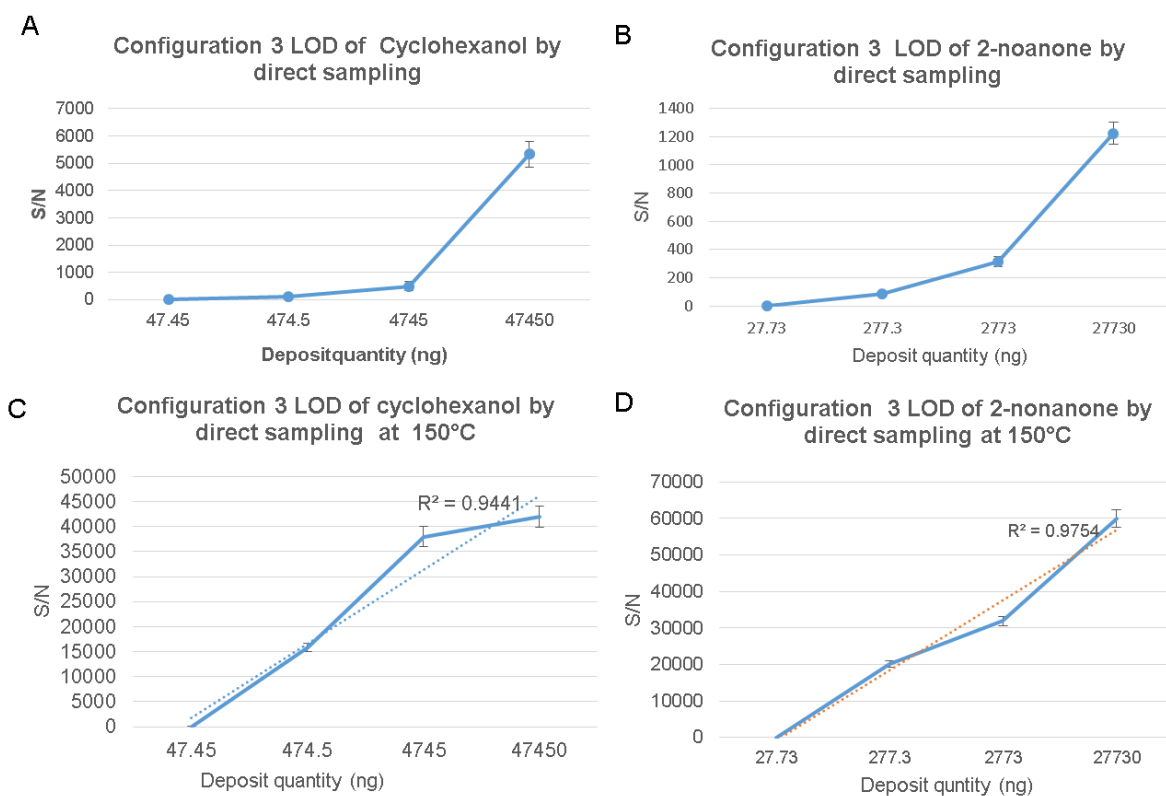 A
Configuration 3 LOD of Cyclohexanol by
direct sampling
7000
6000
5000
4000
3000
2000
1000
0
S/N
47.45 474.5 4745 47450
Depositquantity (ng)
B
Configuration 3 LOD of 2-noanone by
direct sampling
1400
1200
1000
800
600
400
200
0
S/N
27.73 277.3 2773 27730
Deposit quantity (ng)
C
Configuration 3 LOD of cyclohexanol by
direct sampling at 150°C
50000
45000
40000
35000
30000
25000
20000
15000
10000
5000
0
S/N
R² = 0.9441
47.45 474.5 4745 47450
Deposit quantity (ng)
D
Configuration 3 LOD of 2-nonanone by
direct sampling at 150°C
70000
60000
50000
40000
30000
20000
10000
0
S/N
R² = 0.9754
27.73 277.3 2773 27730
Deposit quntity (ng)